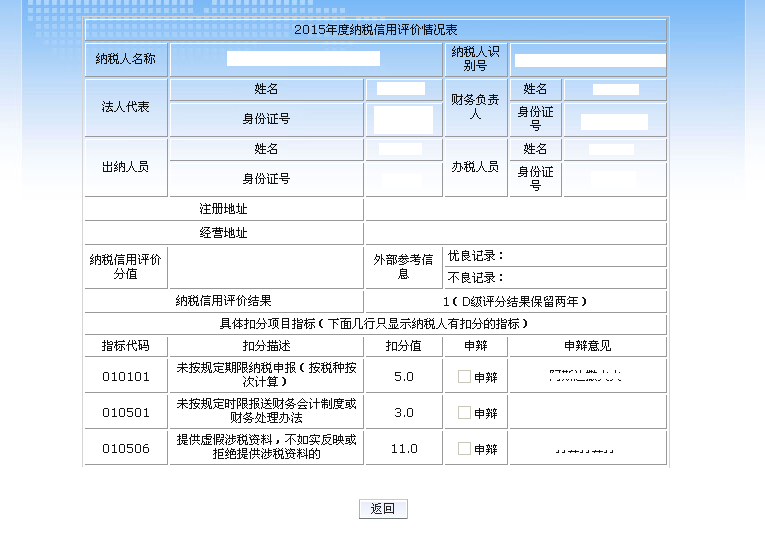 2015年度纳税信用评价情况表
纳税人名称
纳税人识
别号
法人代表
姓名
财务负责
人
姓名
身份证号
身份证
号
出纳人员
姓名
办税人员
姓名
身份证号
身份证
号
注册地址
经营地址
纳税信用评价
分值
外部参考信
息
优良记录：
不良记录：
纳税信用评价结果
1(D级评分结果保留两年)
具体扣分项目指标(下面几行只显示纳税人有扣分的指标)
指标代码
扣分描述
扣分值
申辩
申辩意见
010101
未按规定期限纳税申报(按税种按
次计算)
5.0
申辩
010501
未按规定时限报送财务会计制度或
财务处理办法
3.0
申辩
010506
提供虚假涉税资料，不如实反映或
拒绝提供涉税资料的
11.0
申辩
返回